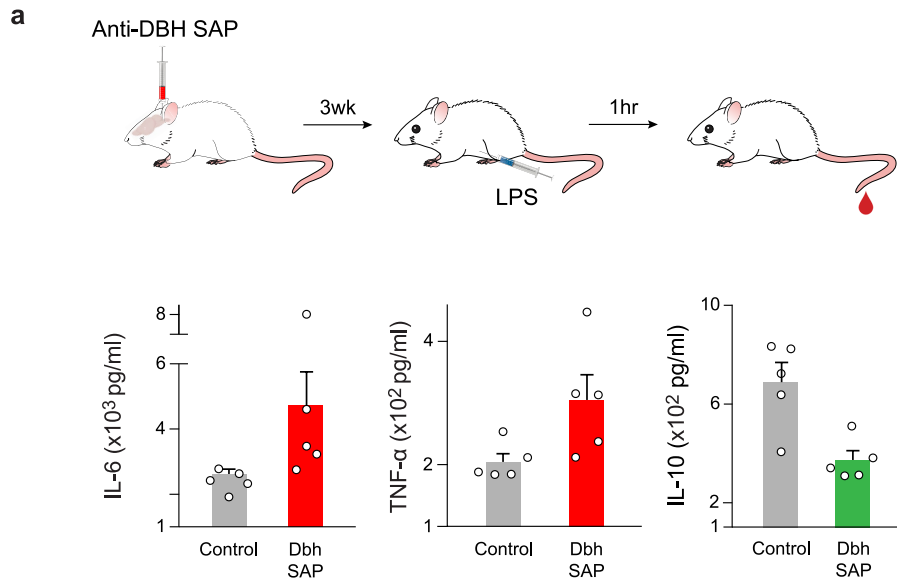 a
Anti-DBH SAP
3wk
1hr
LPS
IL-6 (x10³ pg/ml)
8
6
4
1
Control
Dbh
SAP
TNF-α (x10² pg/ml)
4
2
1
Control
Dbh
SAP
IL-10 (x10² pg/ml)
10
6
2
1
Control
Dbh
SAP